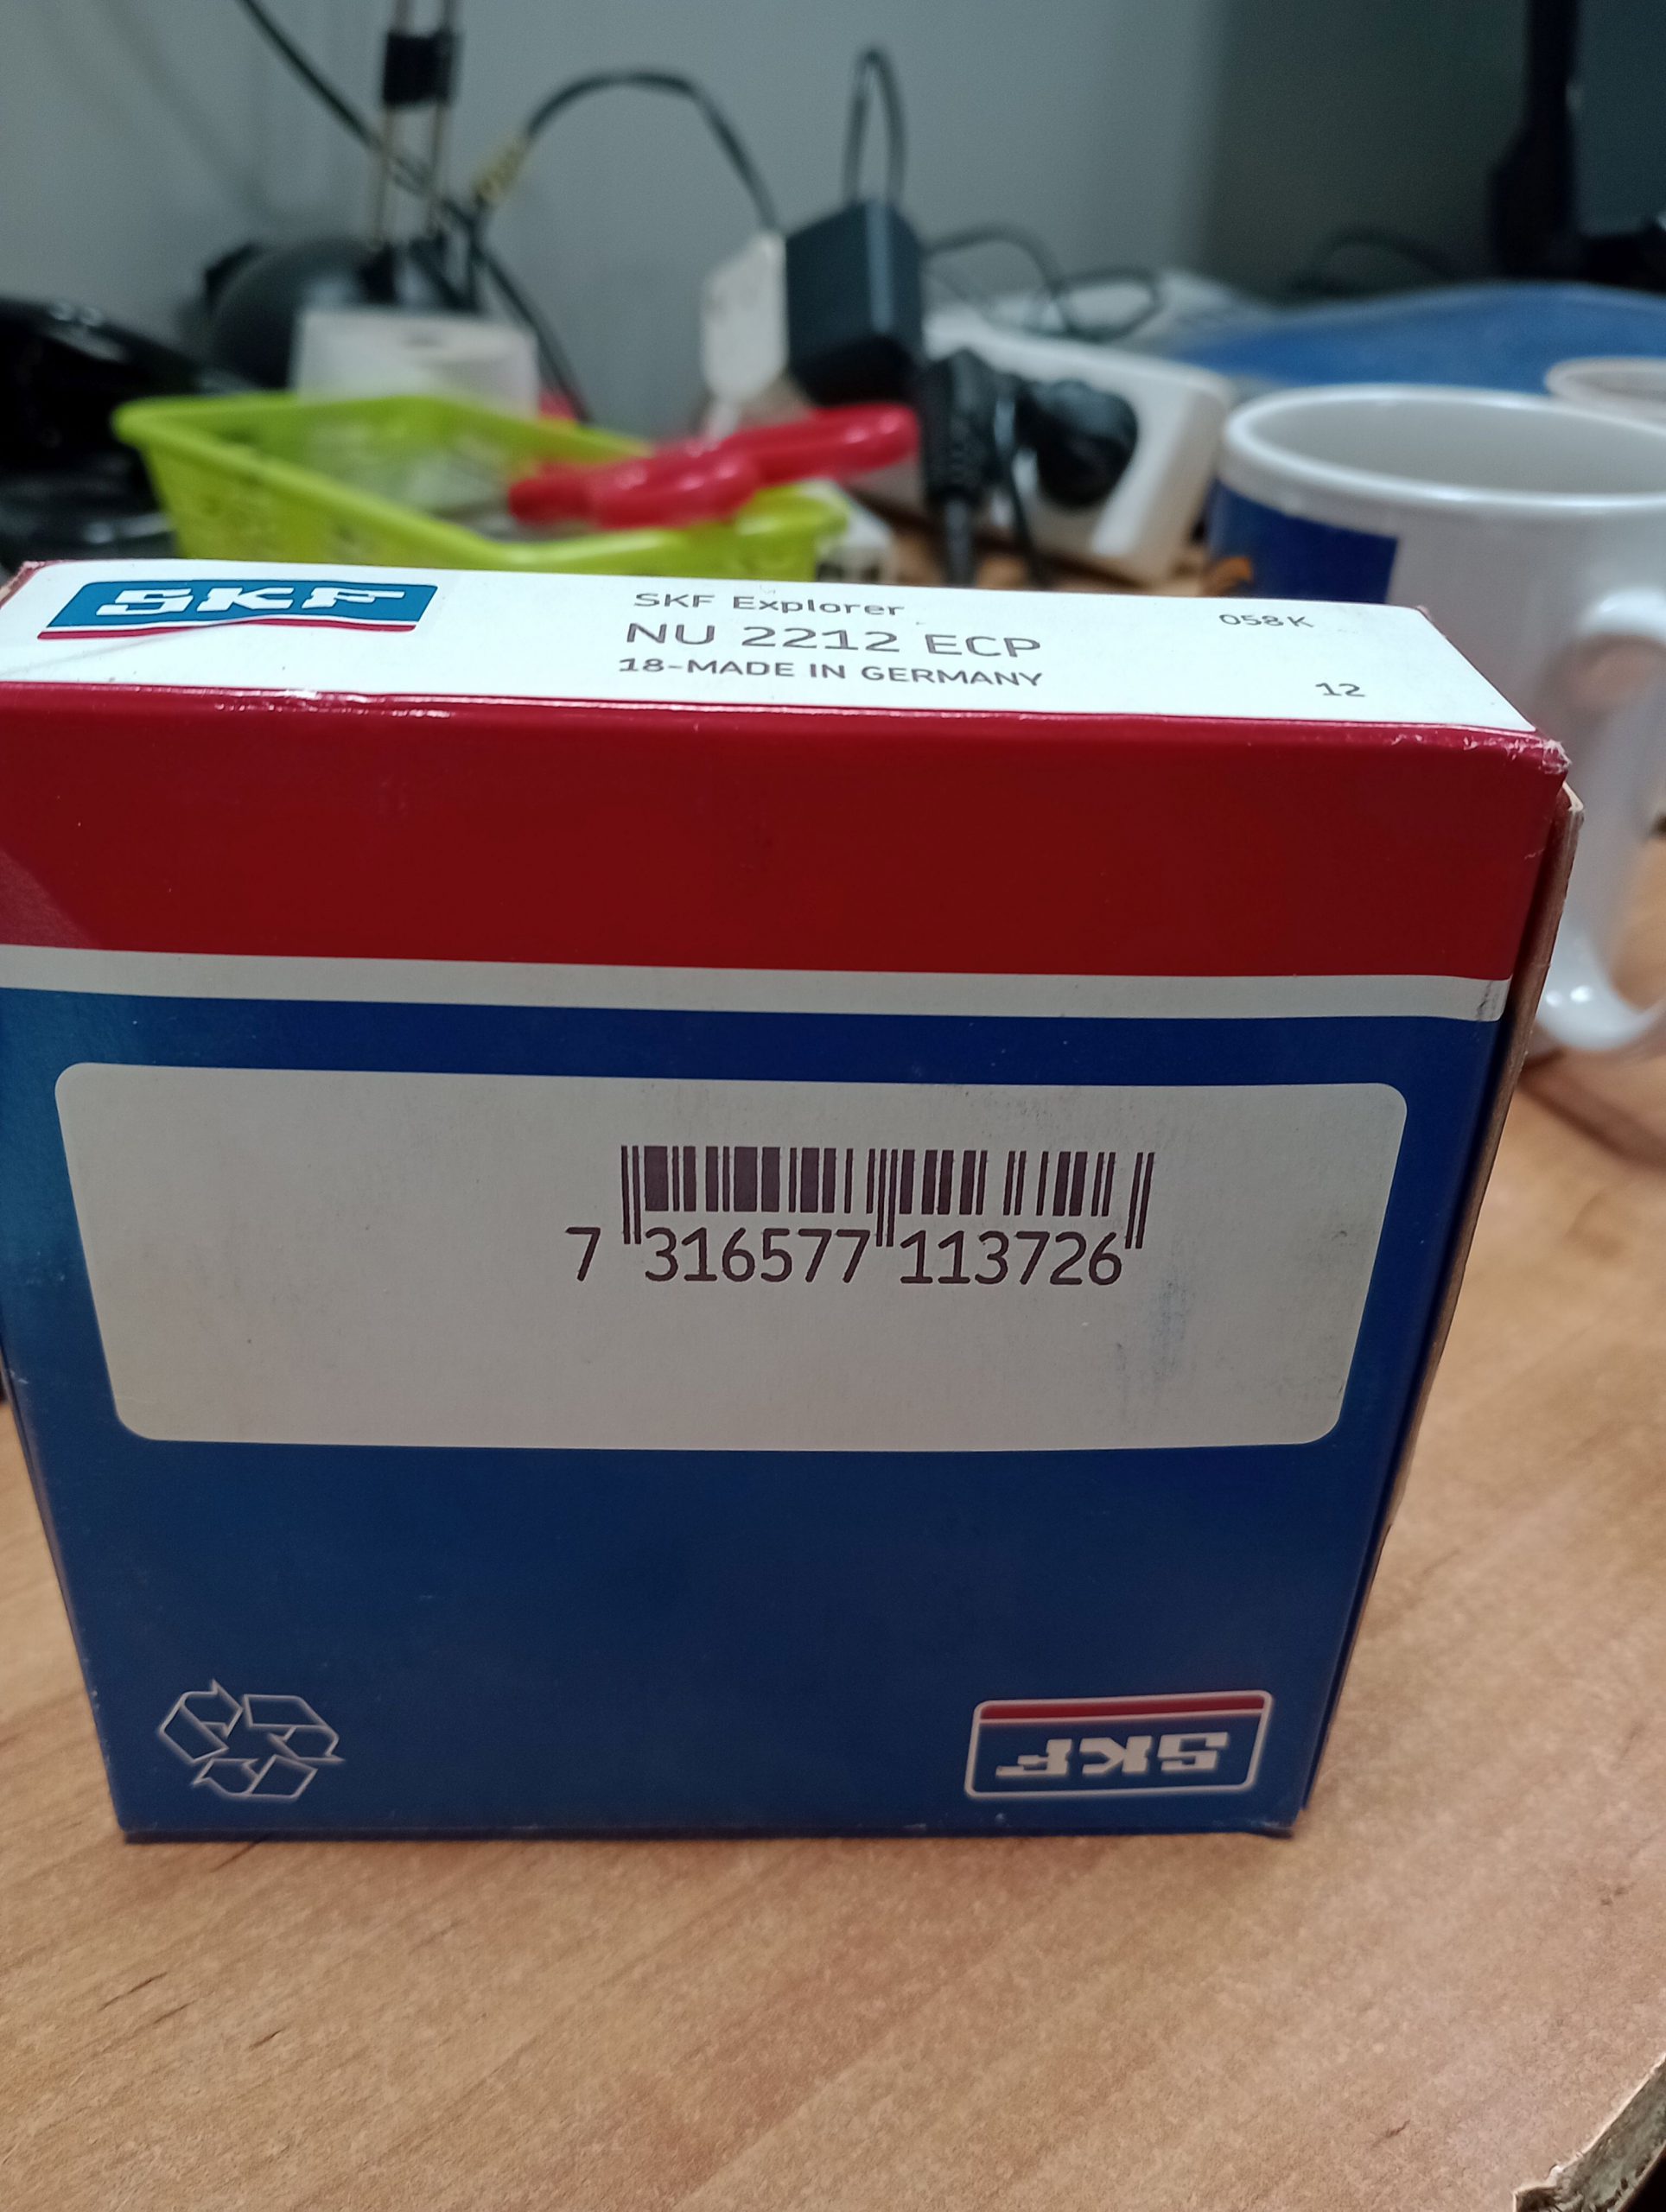 SKF
SKF Explorer
NU 2212 ECP
18-MADE IN GERMANY
058K
12
7 316577 113726
SKF